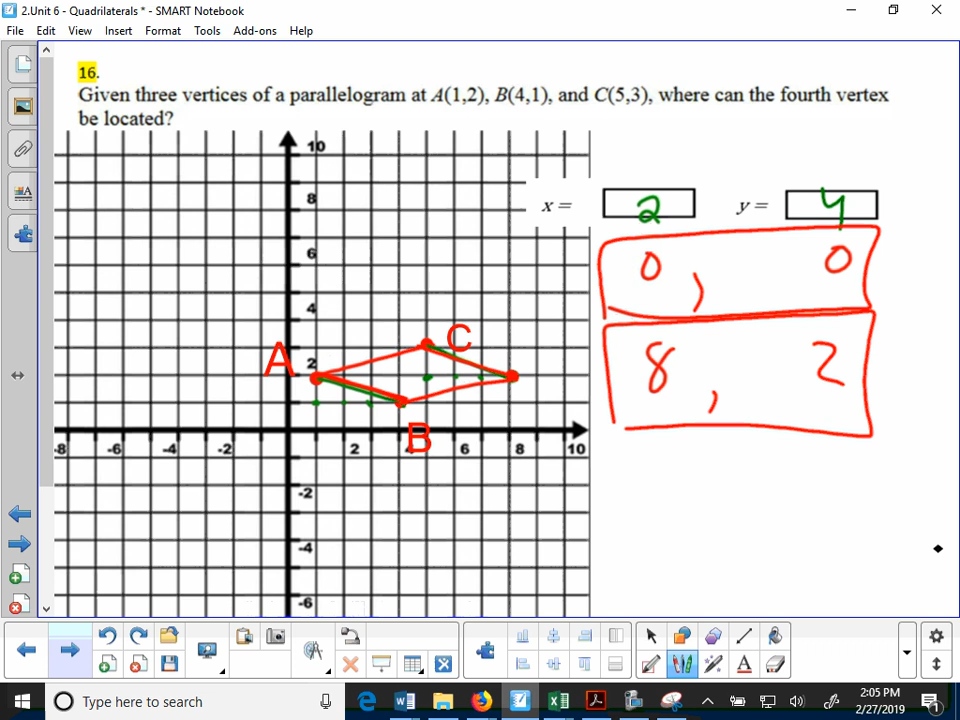 2.Unit 6 - Quadrilaterals * - SMART Notebook
File Edit View Insert Format Tools Add-ons Help
16.
Given three vertices of a parallelogram at A(1,2), B(4,1), and C(5,3), where can the fourth vertex
be located?
10
8
x = 2 y = 4
6
0, 0
4
C
A 2
8, 2
B
-8 -6 -4 -2 2 4 6 8 10
-2
-4
-6
A
Type here to search
2:05 PM
2/27/2019
1